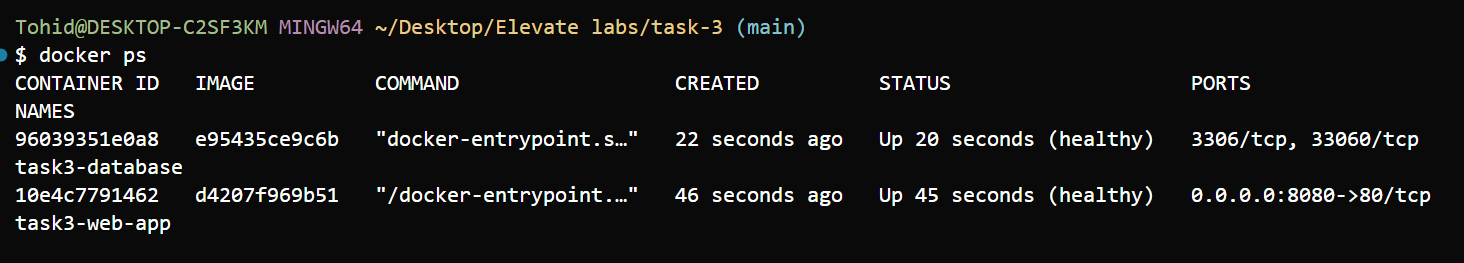 Tohid@DESKTOP-C2SF3KM MINGW64 ~/Desktop/Elevate labs/task-3 (main)
$ docker ps
CONTAINER ID   IMAGE          COMMAND                  CREATED          STATUS                    PORTS
NAMES
96039351e0a8   e95435ce9c6b   "docker-entrypoint.s…"   22 seconds ago   Up 20 seconds (healthy)   3306/tcp, 33060/tcp
task3-database
10e4c7791462   d4207f969b51   "/docker-entrypoint.…"   46 seconds ago   Up 45 seconds (healthy)   0.0.0.0:8080->80/tcp
task3-web-app